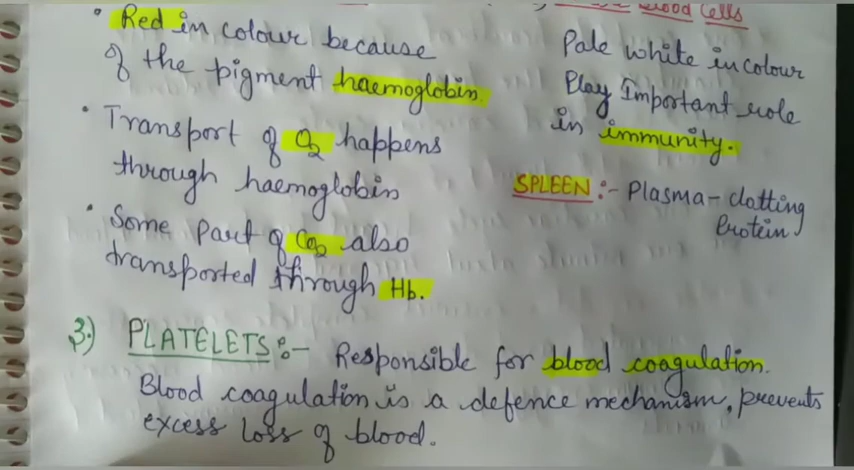 • Red in colour because
of the pigment haemoglobin.
• Transport of O2 happens
through haemoglobin
• Some part of CO2 also
transported through Hb.
Blood Cells
Pale white in colour
Play Important role
in immunity.
SPLEEN :- Plasma - clotting
Protein
3.) PLATELETS :- Responsible for blood coagulation.
Blood coagulation is a defence mechanism, prevents
excess loss of blood.